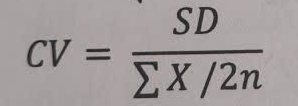 CV = SD / ∑ X /2n